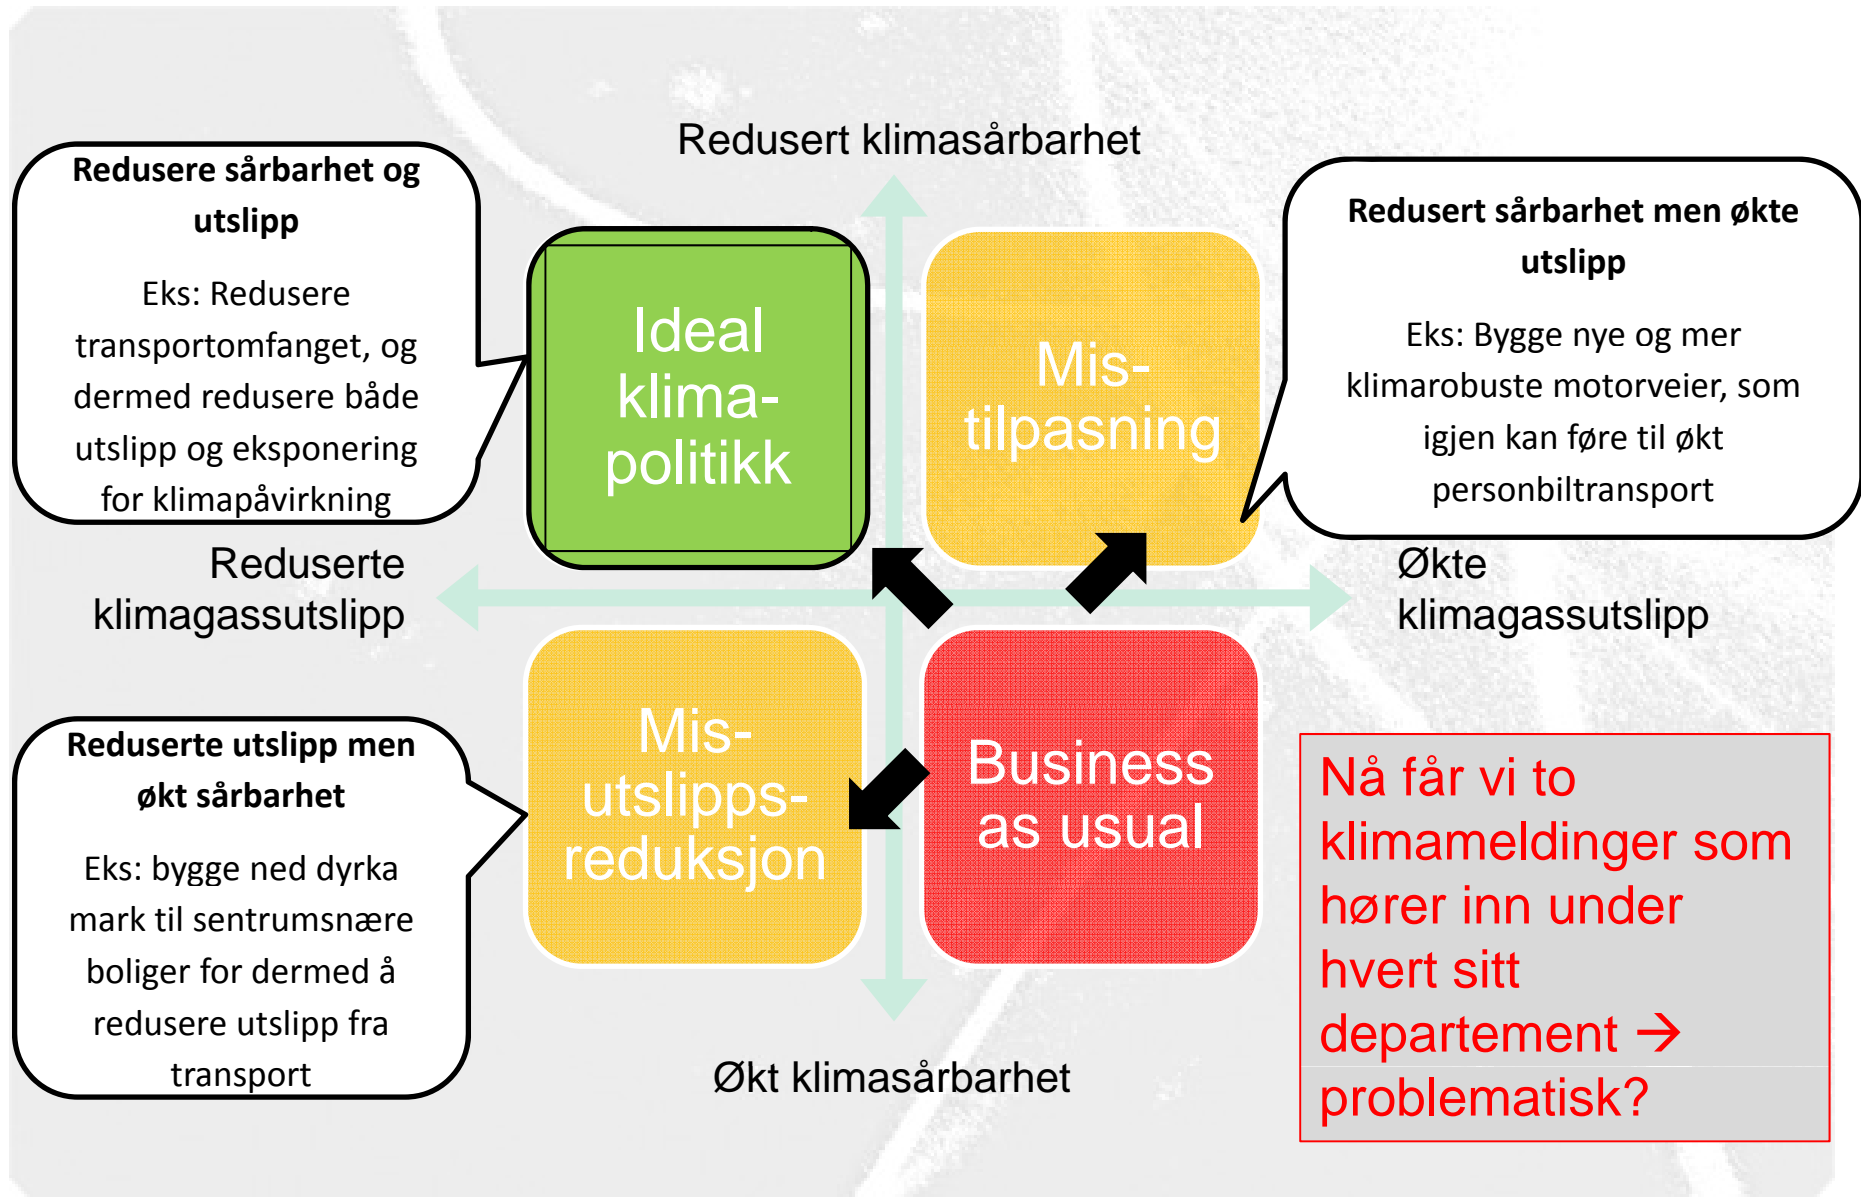 Redusert klimasårbarhet
Redusere sårbarhet og
utslipp
Eks: Redusere
transportomfanget, og
dermed redusere både
utslipp og eksponering
for klimapåvirkning
Ideal
klima-
politikk
Mis-
tilpasning
Redusert sårbarhet men økte
utslipp
Eks: Bygge nye og mer
klimarobuste motorveier, som
igjen kan føre til økt
personbiltransport
Reduserte
klimagassutslipp
Økte
klimagassutslipp
Reduserte utslipp men
økt sårbarhet
Eks: bygge ned dyrka
mark til sentrumsnære
boliger for dermed å
redusere utslipp fra
transport
Mis-
utslipps-
reduksjon
Business
as usual
Nå får vi to
klimameldinger som
hører inn under
hvert sitt
departement →
problematisk?
Økt klimasårbarhet